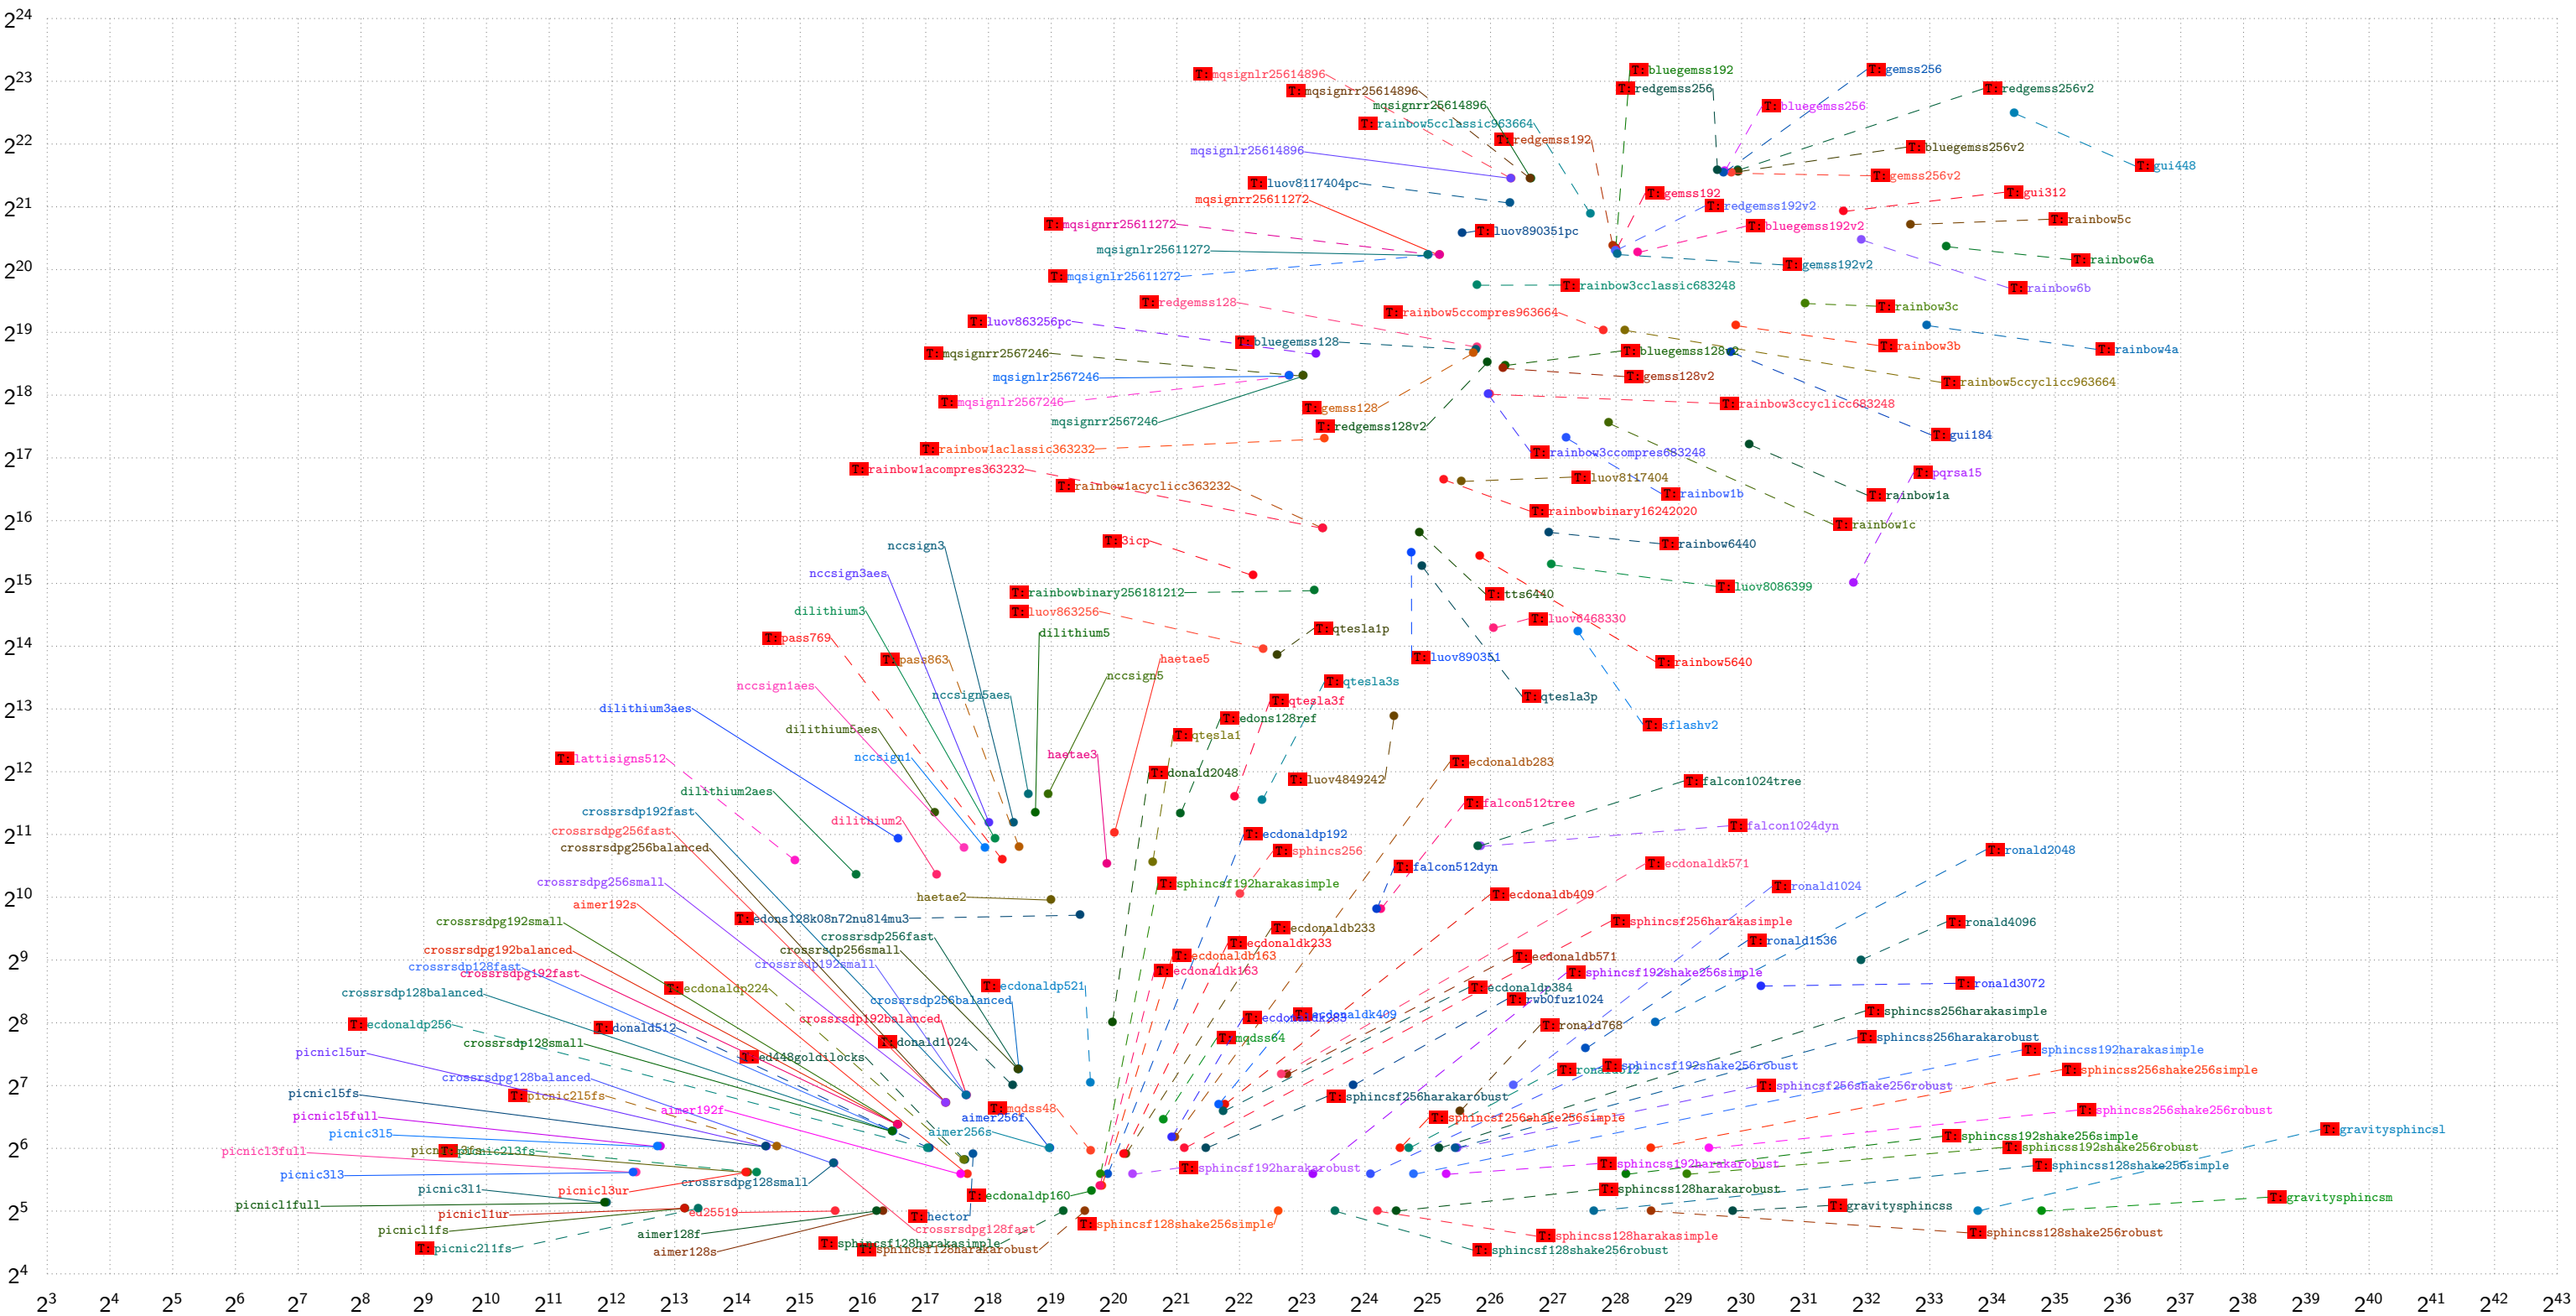 2^24
2^23
T:mqsignlr25614896
T:bluegemss192
T:gemss256
T:mqsignrr25614896
T:redgemss256
T:redgemss256v2
mqsignrr25614896
T:bluegemss256
T:rainbow5cclassic963664
2^22
T:redgemss192
T:bluegemss256v2
mqsignlr25614896
T:gui448
T:luov8117404pc
T:gemss256v2
mqsignrr25611272
T:gemss192
T:gui312
2^21
T:redgemss192v2
T:mqsignrr25611272
T:luov890351pc
T:bluegemss192v2
T:rainbow5c
mqsignlr25611272
T:gemss192v2
T:rainbow6a
2^20
T:mqsignlr25611272
T:rainbow3cclassic683248
T:rainbow6b
T:redgemss128
T:rainbow5ccompres963664
T:rainbow3c
T:luov863256pc
2^19
T:bluegemss128
T:rainbow3b
T:mqsignrr2567246
T:bluegemss128v2
T:rainbow4a
mqsignlr2567246
T:gemss128v2
T:rainbow5ccyclicc963664
2^18
T:mqsignlr2567246
T:gemss128
T:rainbow3ccyclicc683248
mqsignrr2567246
T:redgemss128v2
T:gui184
T:rainbow1aclassic363232
T:rainbow3ccompres683248
2^17
T:rainbow1acompres363232
T:luov8117404
T:pqrsa15
T:rainbow1acyclicc363232
T:rainbow1b
T:rainbow1a
T:rainbowbinary16242020
T:rainbow1c
2^16
nccsign3
T:3icp
T:rainbow6440
nccsign3aes
T:rainbowbinary256181212
T:tts6440
T:luov8086399
2^15
dilithium3
T:luov863256
T:luov6468330
T:pass769
dilithium5
T:qtesla1p
2^14
T:pass863
haetae5
T:luov890351
T:rainbow5640
nccsign1aes
nccsign5aes
nccsign5
T:qtesla3s
T:qtesla3p
T:qtesla3f
2^13
dilithium3aes
T:edons128ref
T:sflashv2
dilithium5aes
T:qtesla1
T:lattisigns512
nccsign1
haetae3
T:donald2048
T:luov4849242
T:ecdonaldb283
2^12
dilithium2aes
T:falcon1024tree
crossrsdp192fast
T:falcon512tree
crossrsdpg256fast
dilithium2
T:ecdonaldp192
T:falcon1024dyn
2^11
crossrsdpg256balanced
T:sphincs256
T:ronald2048
crossrsdpg256small
T:sphincsf192harakasimple
T:falcon512dyn
T:ecdonaldk571
T:ronald1024
2^10
aimer192s
haetae2
T:ecdonaldb409
T:edons128k08n72nu8l4mu3
crossrsdpg192small
T:ecdonaldb233
T:sphincsf256harakasimple
T:ronald4096
crossrsdp256fast
T:ecdonaldk233
T:ronald1536
2^9
crossrsdpg192balanced
crossrsdp256small
T:ecdonaldb163
T:ecdonaldb571
crossrsdp128fast
crossrsdpg192fast
crossrsdp192small
T:ecdonaldk163
T:sphincsf192shake256simple
crossrsdp128balanced
T:ecdonaldp224
T:ecdonaldp521
T:ecdonaldp384
T:ronald3072
crossrsdp256balanced
T:rwb0fuz1024
2^8
T:ecdonaldp256
T:donald512
crossrsdp192balanced
T:ecdonaldk283
T:ecdonaldk409
T:ronald768
T:sphincss256harakasimple
crossrsdp128small
T:donald1024
T:mqdss64
T:sphincss256harakarobust
picnicl5ur
T:ed448goldilocks
T:sphincss192harakasimple
2^7
crossrsdpg128balanced
T:ronald512
T:sphincsf192shake256robust
T:sphincss256shake256simple
picnicl5fs
T:picnic2l5fs
T:sphincsf256harakarobust
T:sphincsf256shake256robust
picnicl5full
aimer192f
T:mqdss48
aimer256f
T:sphincsf256shake256simple
T:sphincss256shake256robust
picnic3l5
aimer256s
T:sphincss192shake256simple
T:gravitysphincsl
2^6
picnicl3full
T:picnic2l3fs
T:sphincss192shake256robust
picnic3l3
T:sphincsf192harakarobust
T:sphincss192harakarobust
T:sphincss128shake256simple
picnic3l1
picnicl3ur
crossrsdpg128small
T:ecdonaldp160
T:sphincss128harakarobust
T:gravitysphincsm
picnicl1full
picnicl1ur
ed25519
T:hector
T:sphincsf128shake256simple
T:gravitysphincss
2^5
picnicl1fs
aimer128f
crossrsdpg128fast
T:sphincss128harakasimple
T:sphincss128shake256robust
T:picnic2l1fs
aimer128s
T:sphincsf128harakasimple
T:sphincsf128harakarobust
T:sphincsf128shake256robust
2^4
2^3 2^4 2^5 2^6 2^7 2^8 2^9 2^10 2^11 2^12 2^13 2^14 2^15 2^16 2^17 2^18 2^19 2^20 2^21 2^22 2^23 2^24 2^25 2^26 2^27 2^28 2^29 2^30 2^31 2^32 2^33 2^34 2^35 2^36 2^37 2^38 2^39 2^40 2^41 2^42 2^43